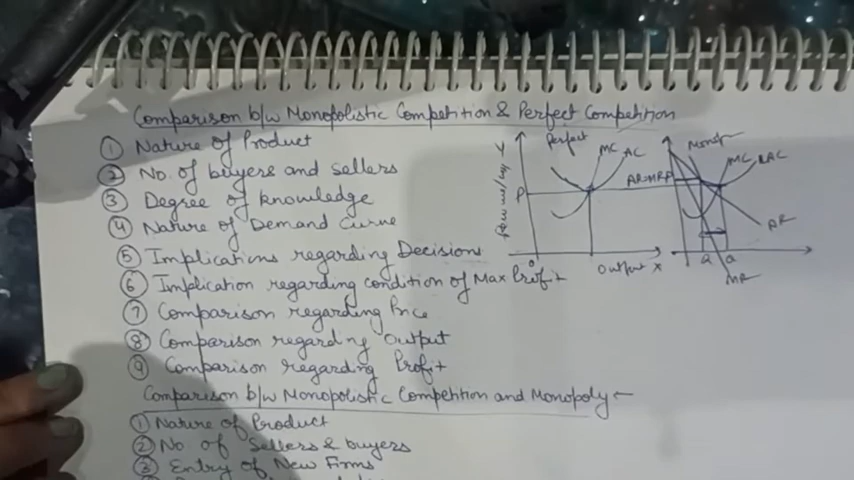 Comparison b/w Monopolistic Competition & Perfect Competition
① Nature of Product
② No. of buyers and sellers
③ Degree of knowledge
④ Nature of Demand Curve
⑤ Implications regarding Decisions
⑥ Implication regarding condition of Max Profit
⑦ Comparison regarding Price
⑧ Comparison regarding Output
⑨ Comparison regarding Profit
Perfect
Y
MC
AC
P
O
Output X
MC
LAC
AR
MR
Comparison b/w Monopolistic Competition and Monopoly
① Nature of Product
② No of Sellers & buyers
③ Entry of New Firms